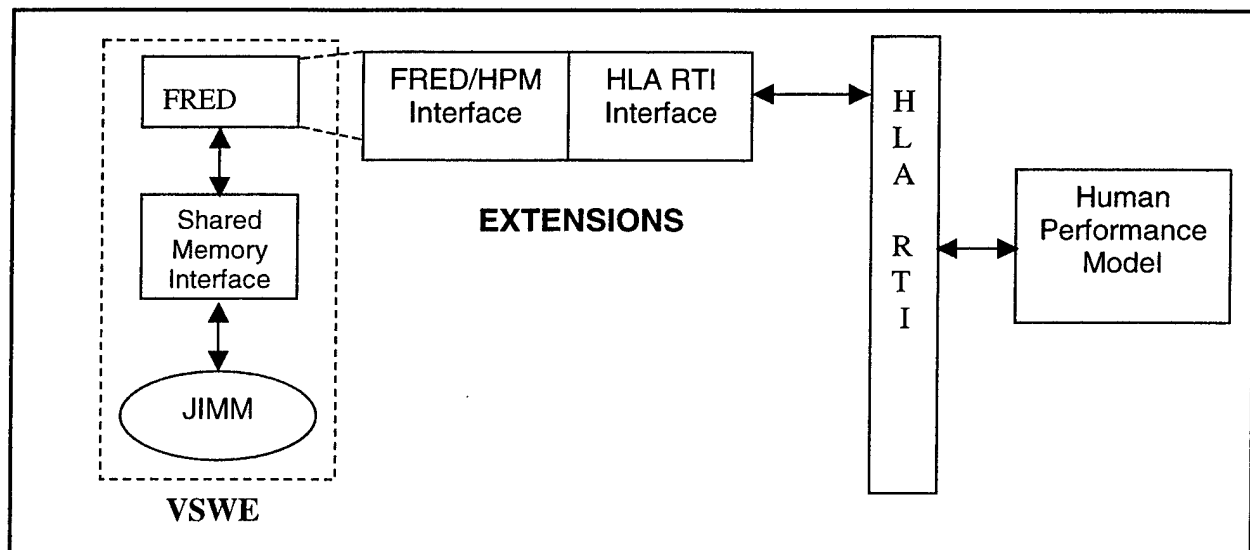 FRED
FRED/HPM
Interface
HLA RTI
Interface
Shared
Memory
Interface
JIMM
VSWE
EXTENSIONS
H
L
A
R
T
I
Human
Performance
Model